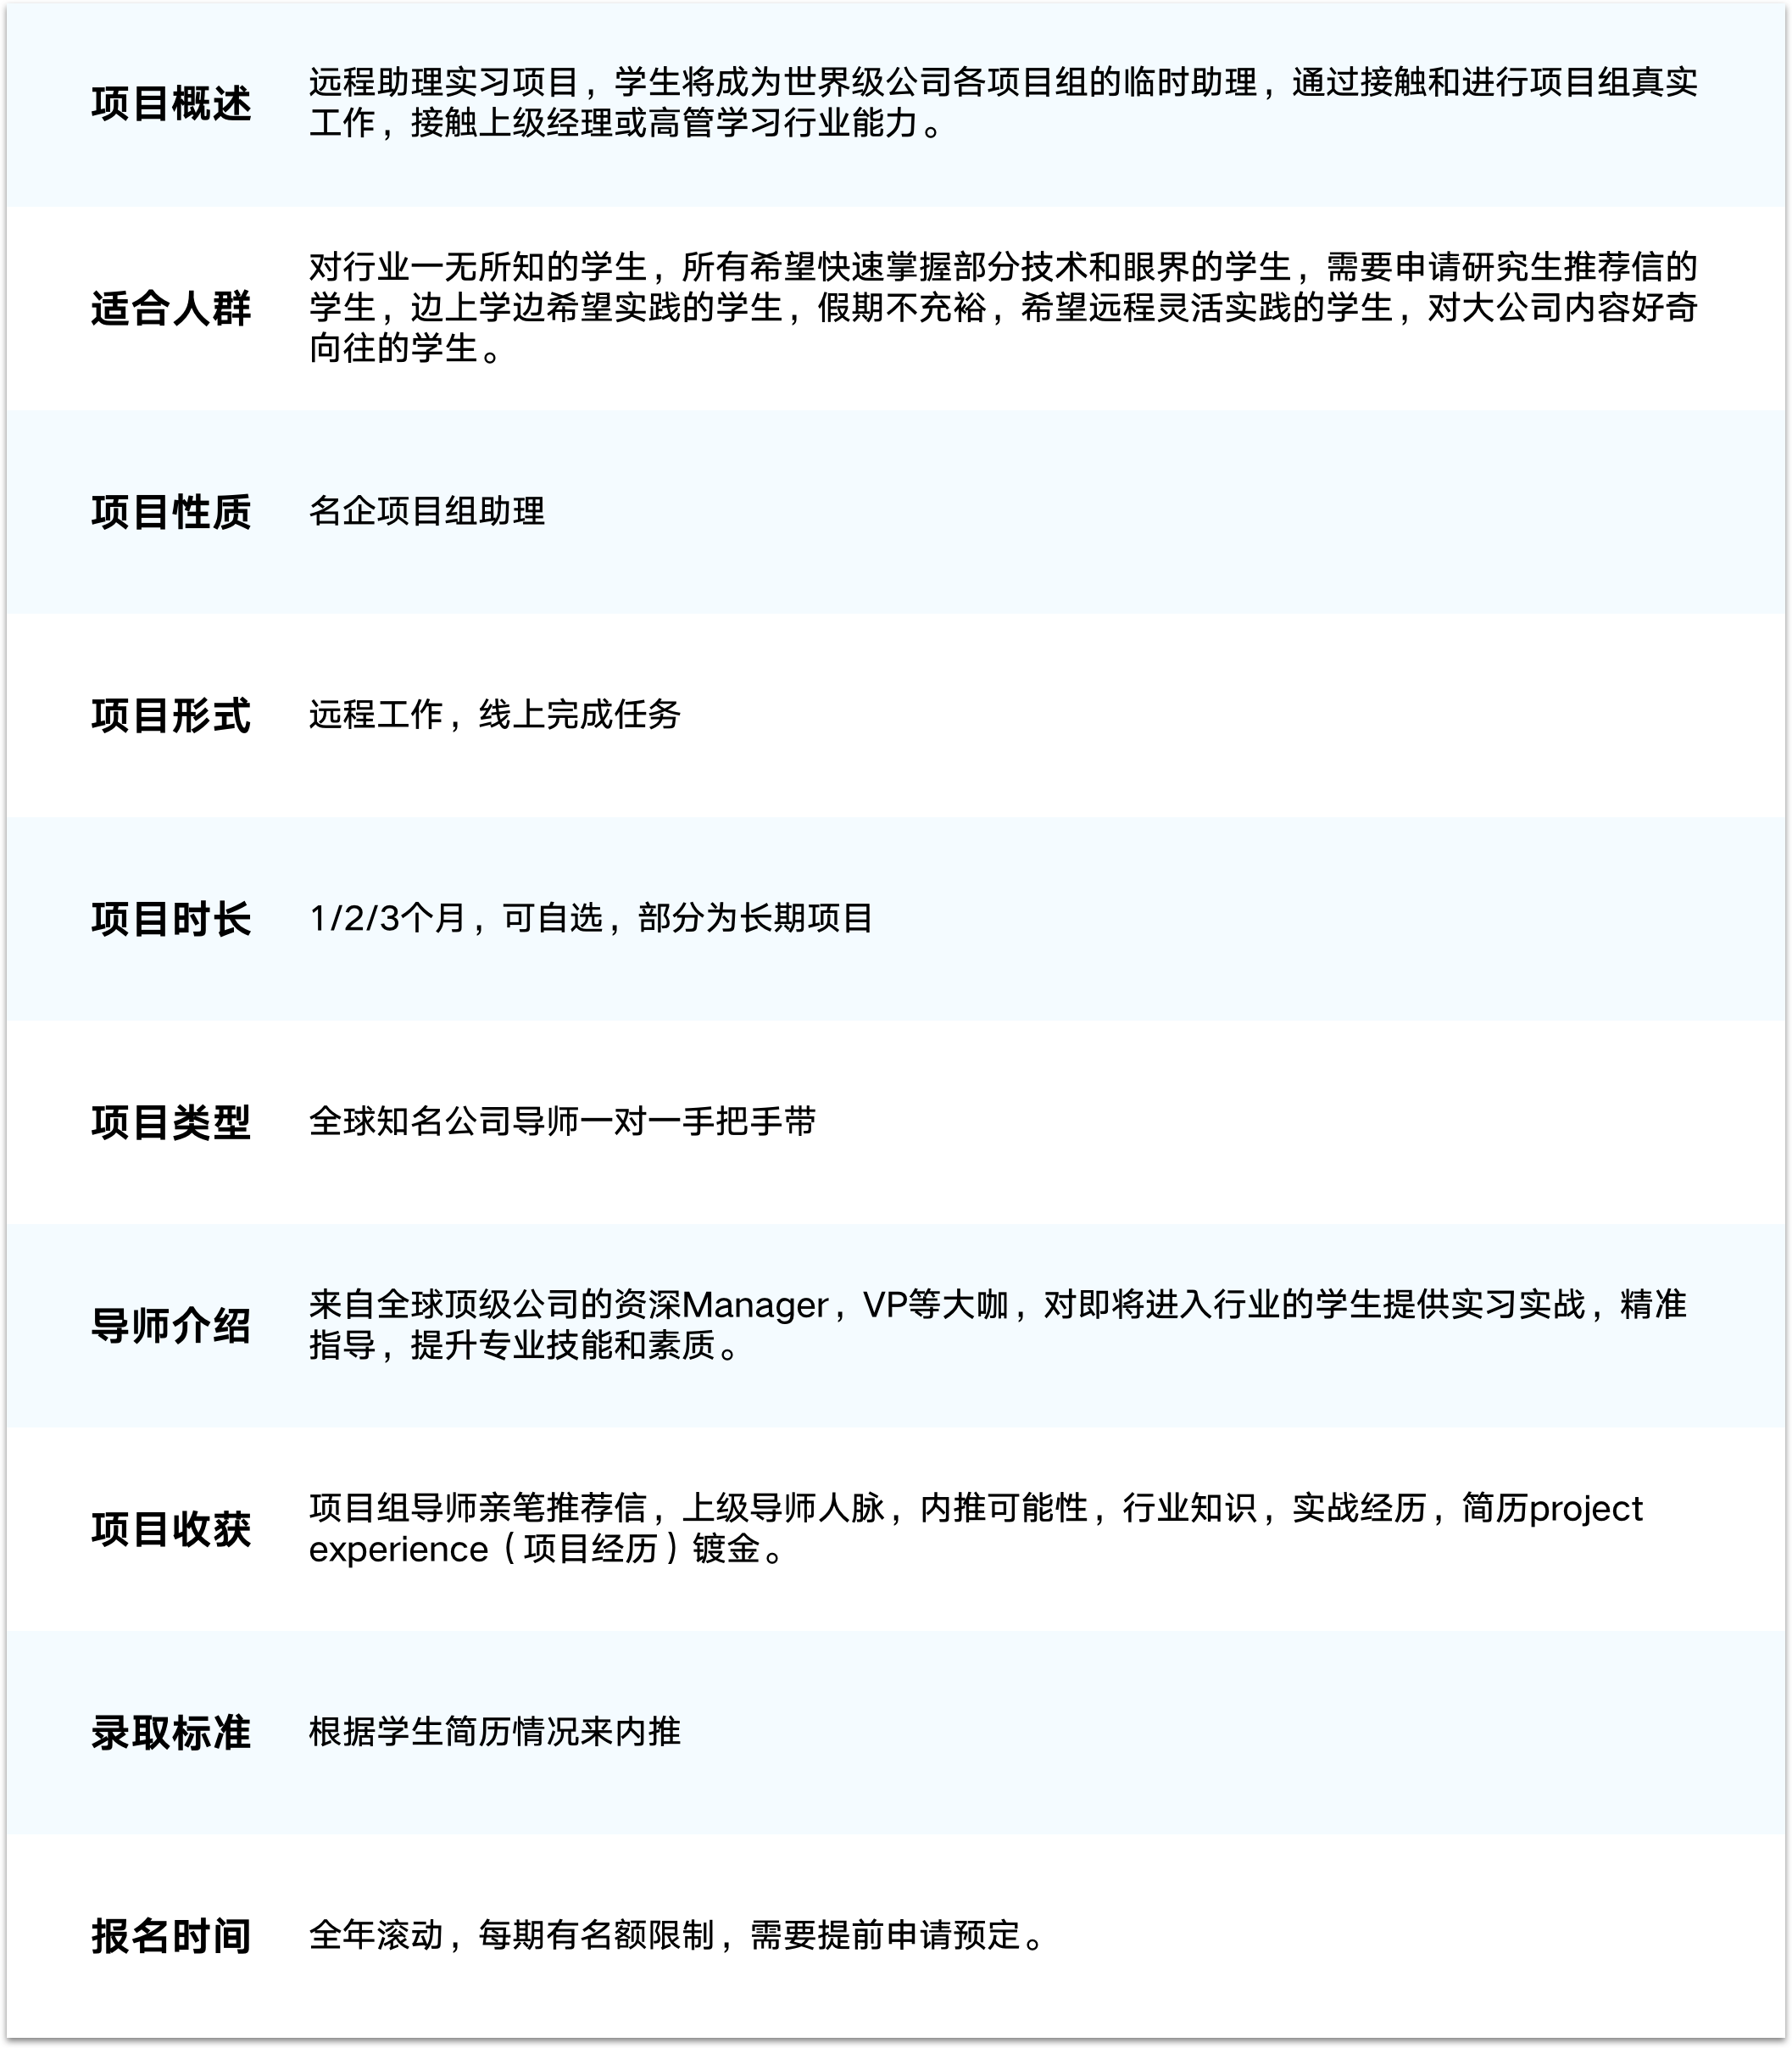 项目概述
远程助理实习项目，学生将成为世界级公司各项目组的临时助理，通过接触和进行项目组真实
工作，接触上级经理或高管学习行业能力。
适合人群
对行业一无所知的学生，所有希望快速掌握部分技术和眼界的学生，需要申请研究生推荐信的
学生，边上学边希望实践的学生，假期不充裕，希望远程灵活实践的学生，对大公司内容好奇
向往的学生。
项目性质
名企项目组助理
项目形式
远程工作，线上完成任务
项目时长
1/2/3个月，可自选，部分为长期项目
项目类型
全球知名公司导师一对一手把手带
导师介绍
来自全球顶级公司的资深Manager，VP等大咖，对即将进入行业的学生提供实习实战，精准
指导，提升专业技能和素质。
项目收获
项目组导师亲笔推荐信，上级导师人脉，内推可能性，行业知识，实战经历，简历project
experience（项目经历）镀金。
录取标准
根据学生简历情况来内推
报名时间
全年滚动，每期有名额限制，需要提前申请预定。